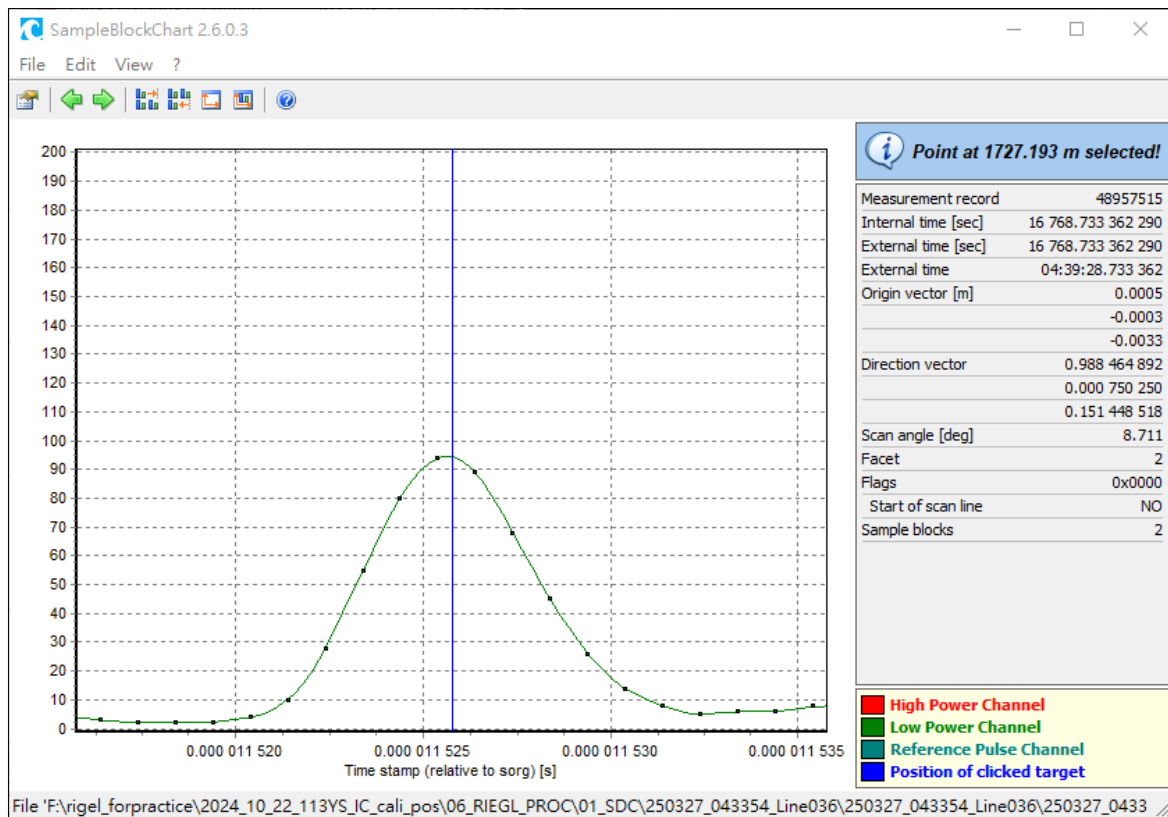 SampleBlockChart 2.6.0.3
File Edit View ?
200
190
180
170
160
150
140
130
120
110
100
90
80
70
60
50
40
30
20
10
0
0.000 011 520 0.000 011 525 0.000 011 530 0.000 011 535
Time stamp (relative to sorg) [s]
Point at 1727.193 m selected!
Measurement record 48957515
Internal time [sec] 16 768.733 362 290
External time [sec] 16 768.733 362 290
External time 04:39:28.733 362
Origin vector [m] 0.0005
-0.0003
-0.0033
Direction vector 0.988 464 892
0.000 750 250
0.151 448 518
Scan angle [deg] 8.711
Facet 2
Flags 0x0000
Start of scan line NO
Sample blocks 2
High Power Channel
Low Power Channel
Reference Pulse Channel
Position of clicked target
File 'F:\rigel_forpractice\2024_10_22_113YS_IC_cali_pos\06_RIEGL_PROC\01_SDC\250327_043354_Line036\250327_043354_Line036\250327_0433